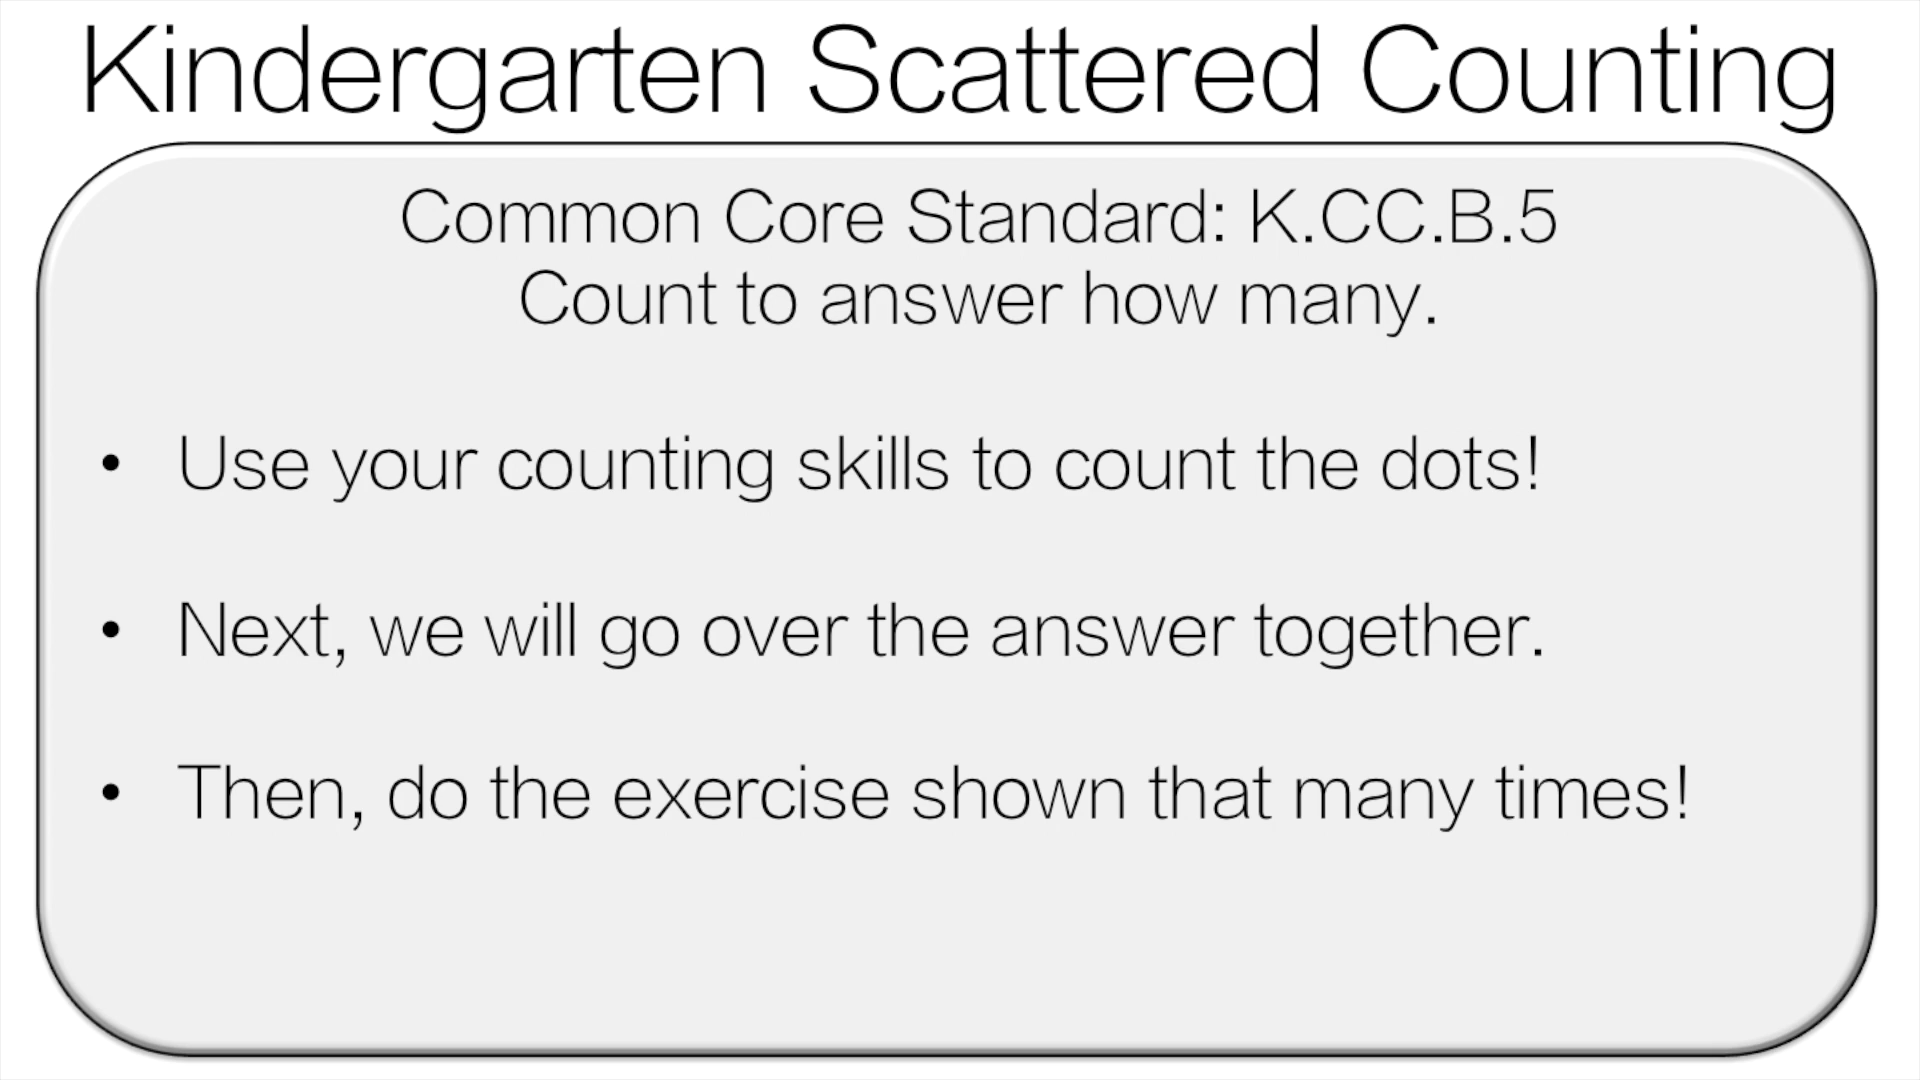 Kindergarten Scattered Counting
Common Core Standard: K.CC.B.5
Count to answer how many.
• Use your counting skills to count the dots!
• Next, we will go over the answer together.
• Then, do the exercise shown that many times!